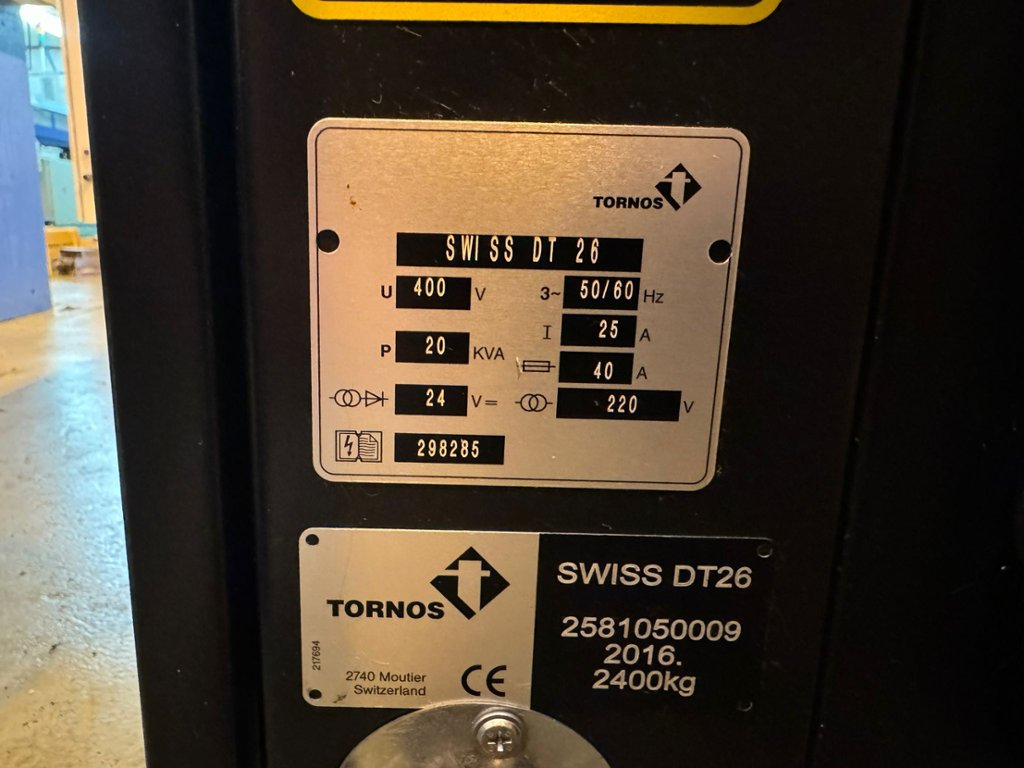 TORNOS
SWISS DT 26
U 400 V 3~ 50/60 Hz
I 25 A
P 20 KVA
40 A
24 V= 220 V
298285
TORNOS
217694
2740 Moutier
Switzerland
CE
SWISS DT26
2581050009
2016.
2400kg